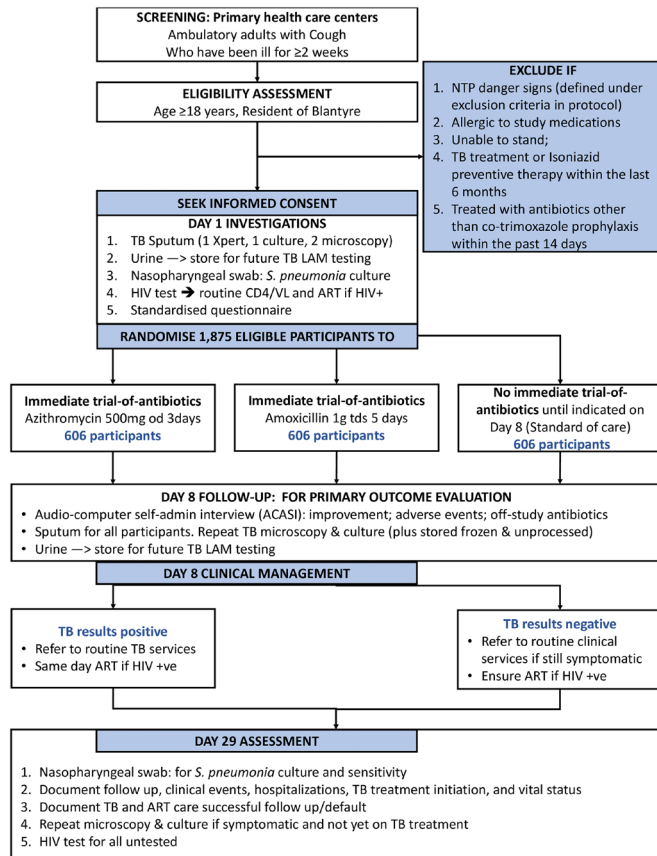 SCREENING: Primary health care centers
Ambulatory adults with Cough
Who have been ill for ≥2 weeks
ELIGIBILITY ASSESSMENT
Age ≥18 years, Resident of Blantyre
EXCLUDE IF
1. NTP danger signs (defined under
exclusion criteria in protocol)
2. Allergic to study medications
3. Unable to stand;
4. TB treatment or Isoniazid
preventive therapy within the last
6 months
5. Treated with antibiotics other
than co-trimoxazole prophylaxis
within the past 14 days
SEEK INFORMED CONSENT
DAY 1 INVESTIGATIONS
1. TB Sputum (1 Xpert, 1 culture, 2 microscopy)
2. Urine —> store for future TB LAM testing
3. Nasopharyngeal swab: S. pneumonia culture
4. HIV test ➔ routine CD4/VL and ART if HIV+
5. Standardised questionnaire
RANDOMISE 1,875 ELIGIBLE PARTICIPANTS TO
Immediate trial-of-antibiotics
Azithromycin 500mg od 3days
606 participants
Immediate trial-of-antibiotics
Amoxicillin 1g tds 5 days
606 participants
No immediate trial-of-
antibiotics until indicated on
Day 8 (Standard of care)
606 participants
DAY 8 FOLLOW-UP: FOR PRIMARY OUTCOME EVALUATION
• Audio-computer self-admin interview (ACASI): improvement; adverse events; off-study antibiotics
• Sputum for all participants. Repeat TB microscopy & culture (plus stored frozen & unprocessed)
• Urine —> store for future TB LAM testing
DAY 8 CLINICAL MANAGEMENT
TB results positive
• Refer to routine TB services
• Same day ART if HIV +ve
TB results negative
• Refer to routine clinical
services if still symptomatic
• Ensure ART if HIV +ve
DAY 29 ASSESSMENT
1. Nasopharyngeal swab: for S. pneumonia culture and sensitivity
2. Document follow up, clinical events, hospitalizations, TB treatment initiation, and vital status
3. Document TB and ART care successful follow up/default
4. Repeat microscopy & culture if symptomatic and not yet on TB treatment
5. HIV test for all untested